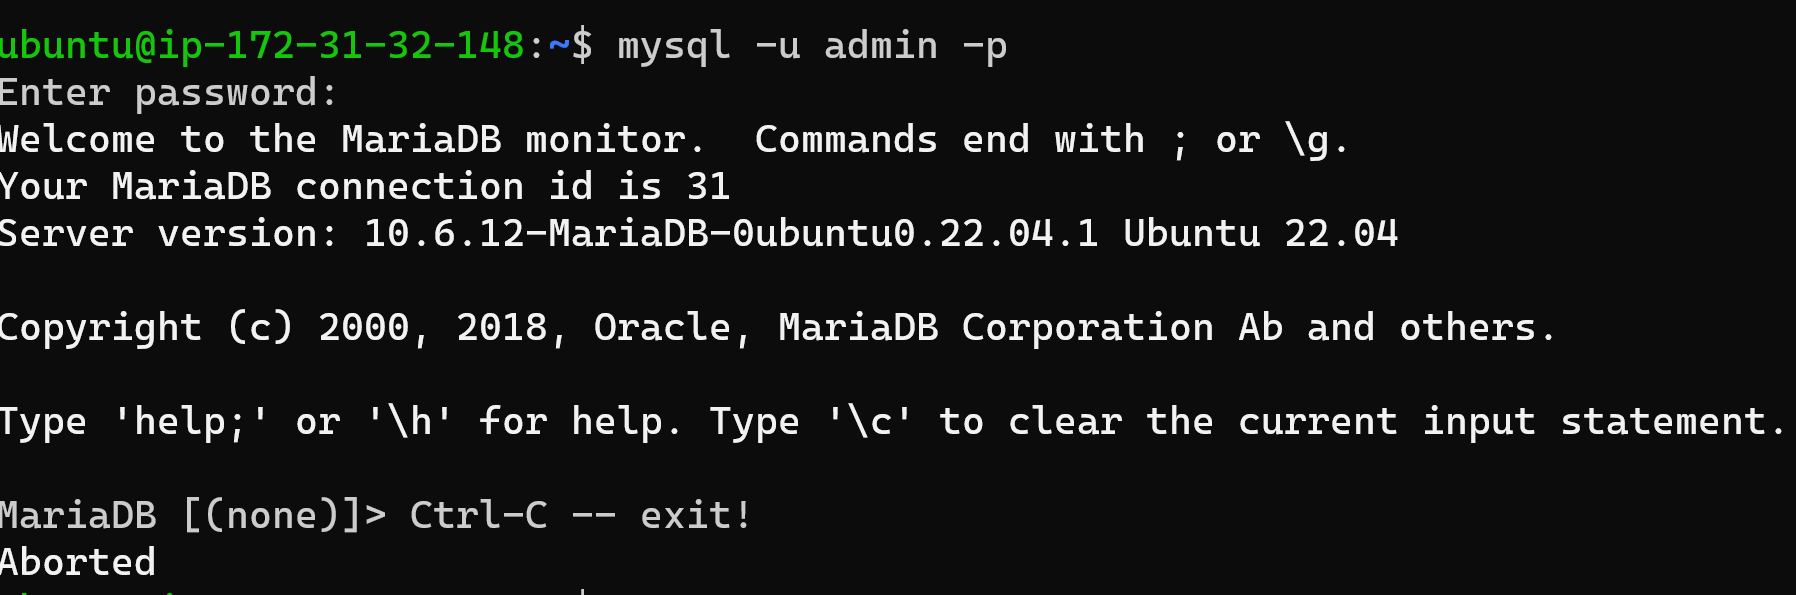 ubuntu@ip-172-31-32-148:~$ mysql -u admin -p
Enter password:
Welcome to the MariaDB monitor.  Commands end with ; or \g.
Your MariaDB connection id is 31
Server version: 10.6.12-MariaDB-0ubuntu0.22.04.1 Ubuntu 22.04
Copyright (c) 2000, 2018, Oracle, MariaDB Corporation Ab and others.
Type 'help;' or '\h' for help. Type '\c' to clear the current input statement.
MariaDB [(none)]> Ctrl-C -- exit!
Aborted